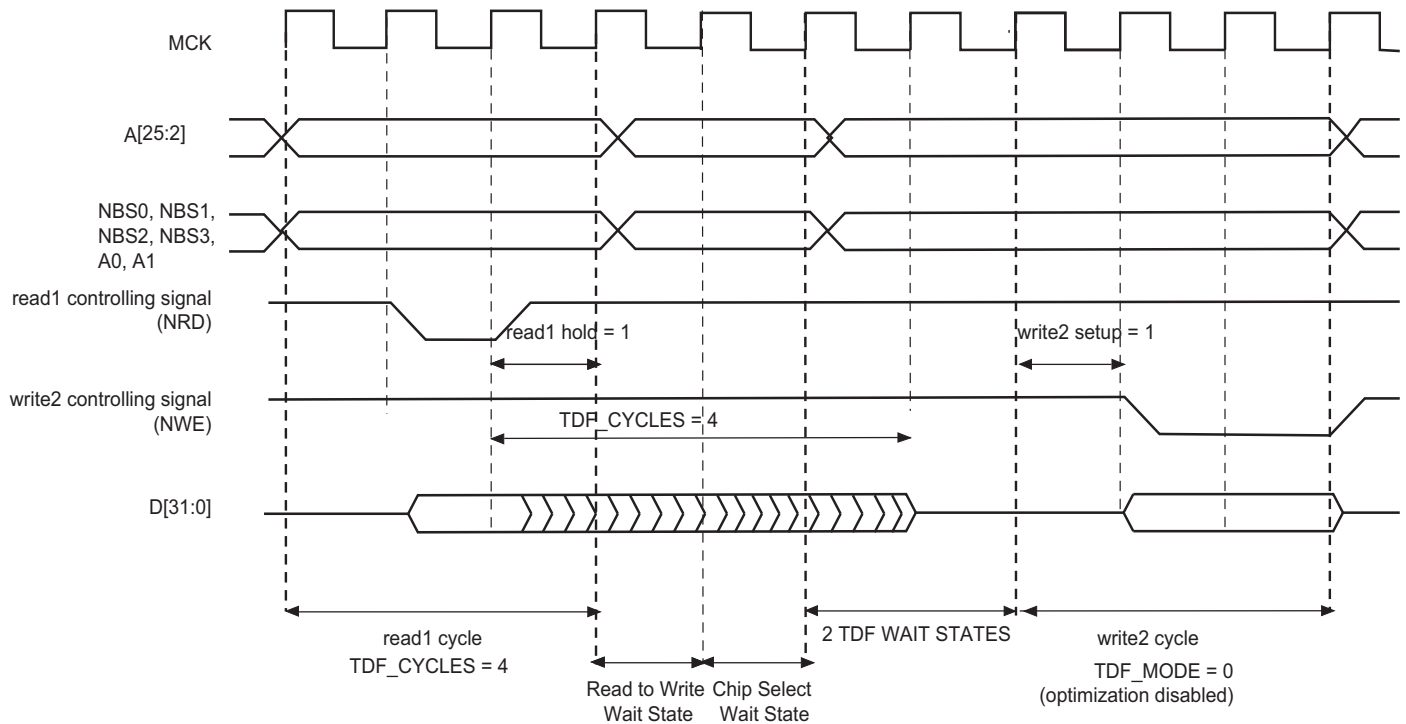 MCK
A[25:2]
NBS0, NBS1,
NBS2, NBS3,
A0, A1
read1 controlling signal
(NRD)
read1 hold = 1
write2 setup = 1
write2 controlling signal
(NWE)
TDF_CYCLES = 4
D[31:0]
read1 cycle
TDF_CYCLES = 4
2 TDF WAIT STATES
write2 cycle
TDF_MODE = 0
(optimization disabled)
Read to Write
Wait State
Chip Select
Wait State